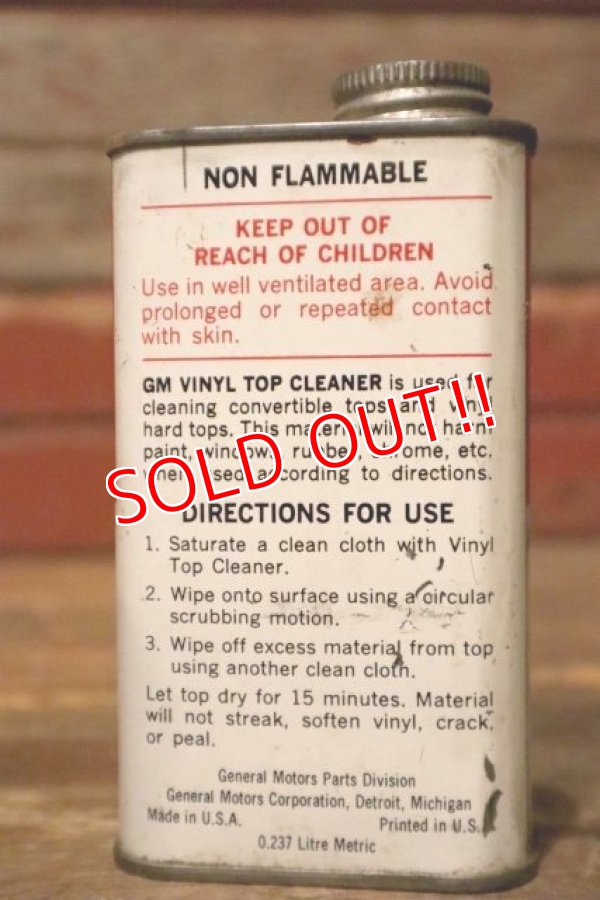 NON FLAMMABLE
KEEP OUT OF
REACH OF CHILDREN
Use in well ventilated area. Avoid
prolonged or repeated contact
with skin.
GM VINYL TOP CLEANER is used for
cleaning convertible tops and vinyl
hard tops. This material will not harm
paint, windows, rubber, chrome, etc.
when used according to directions.
SOLD OUT!!
DIRECTIONS FOR USE
1. Saturate a clean cloth with Vinyl
Top Cleaner.
2. Wipe onto surface using a circular
scrubbing motion.
3. Wipe off excess material from top
using another clean cloth.
Let top dry for 15 minutes. Material
will not streak, soften vinyl, crack,
or peal.
General Motors Parts Division
General Motors Corporation, Detroit, Michigan
Made in U.S.A. Printed in U.S.
0.237 Litre Metric